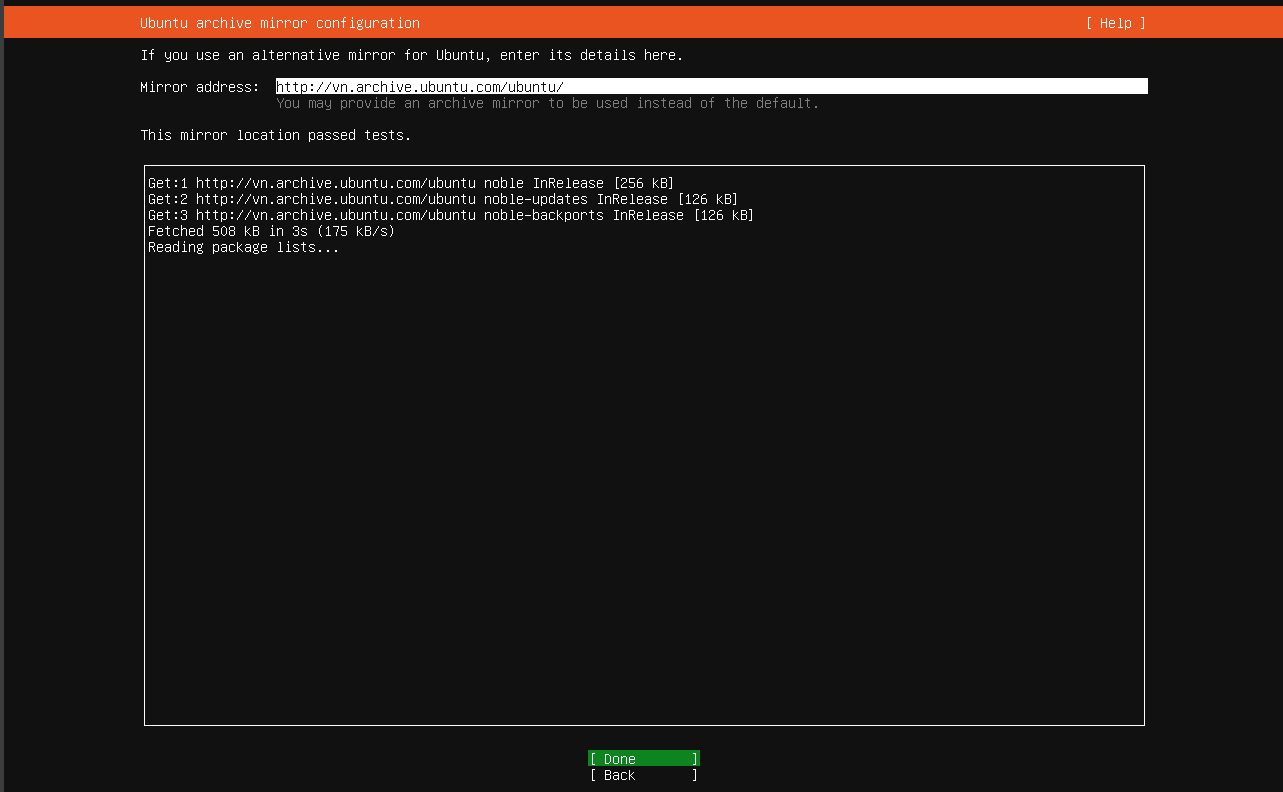 Ubuntu archive mirror configuration [ Help ]
If you use an alternative mirror for Ubuntu, enter its details here.
Mirror address: http://vn.archive.ubuntu.com/ubuntu/
You may provide an archive mirror to be used instead of the default.
This mirror location passed tests.
Get:1 http://vn.archive.ubuntu.com/ubuntu noble InRelease [256 kB]
Get:2 http://vn.archive.ubuntu.com/ubuntu noble-updates InRelease [126 kB]
Get:3 http://vn.archive.ubuntu.com/ubuntu noble-backports InRelease [126 kB]
Fetched 508 kB in 3s (175 kB/s)
Reading package lists...
[ Done ]
[ Back ]